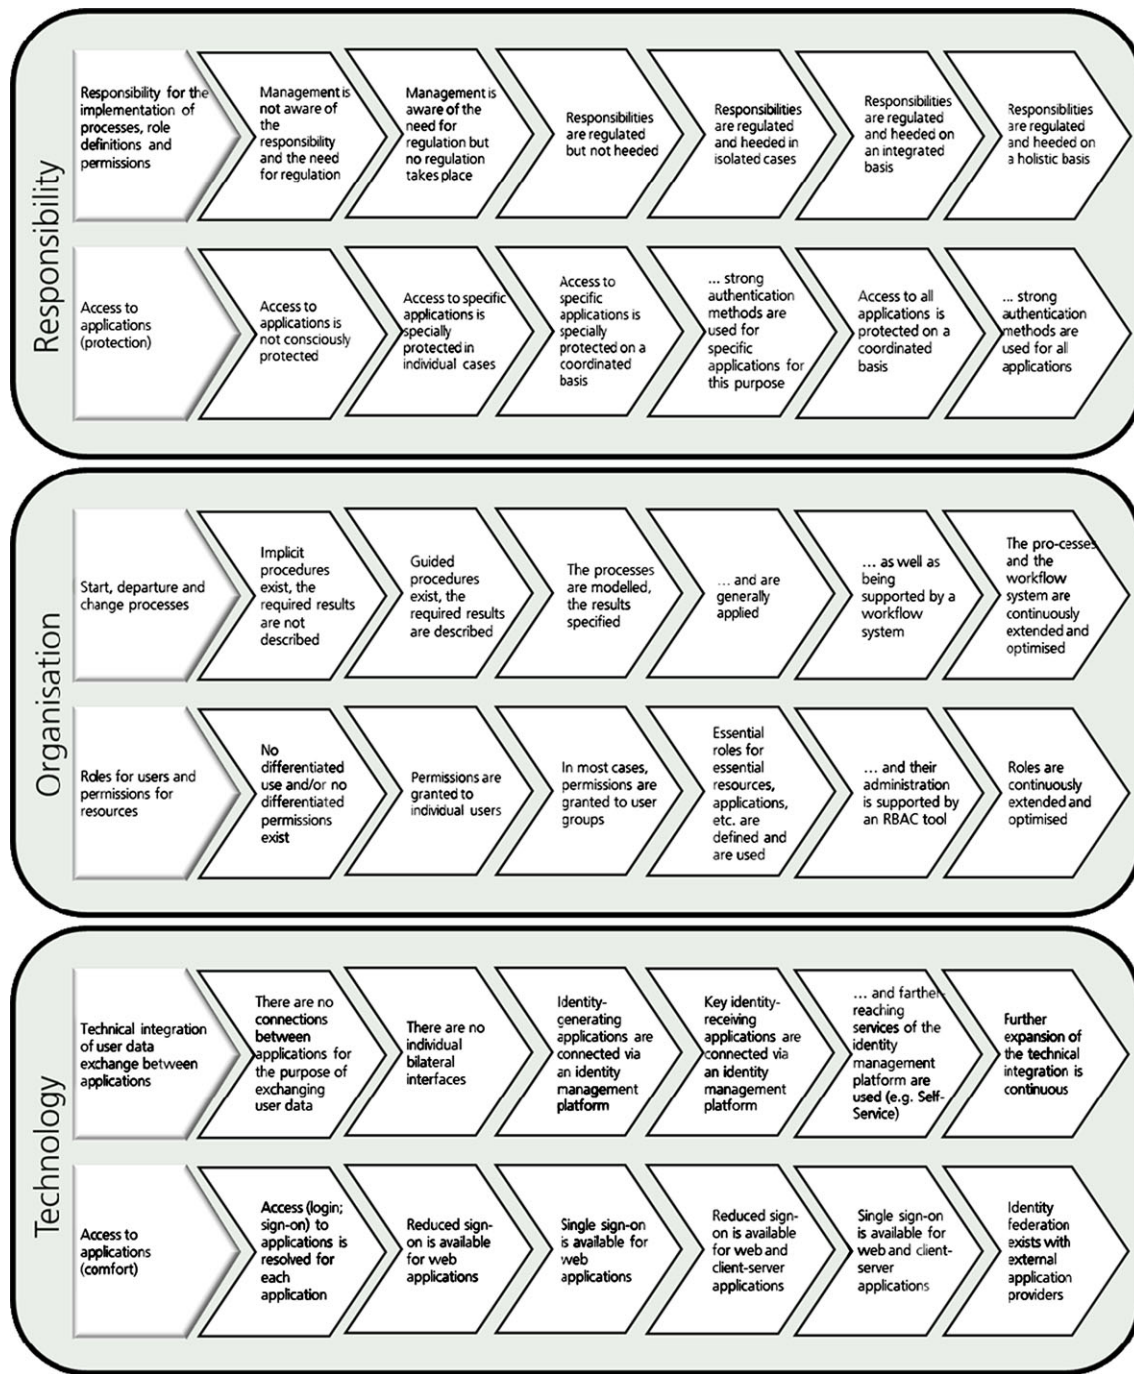 Responsibility
Responsibility for the
implementation of
processes, role
definitions and
permissions
Management is
not aware of
the
responsibility
and the need
for regulation
Management is
aware of the
need for
regulation but
no regulation
takes place
Responsibilities
are regulated
but not heeded
Responsibilities
are regulated
and heeded in
isolated cases
Responsibilities
are regulated
and heeded on
an integrated
basis
Responsibilities
are regulated
and heeded on
a holistic basis
Access to
applications
(protection)
Access to
applications is
not consciously
protected
Access to specific
applications is
specially
protected in
individual cases
Access to
specific
applications is
specially
protected on a
coordinated
basis
... strong
authentication
methods are
used for
specific
applications for
this purpose
Access to all
applications is
protected on a
coordinated
basis
... strong
authentication
methods are
used for all
applications
Organisation
Start, departure and
change processes
Implicit
procedures
exist, the
required results
are not
described
Guided
procedures
exist, the
required results
are described
The processes
are modelled,
the results
specified
... and are
generally
applied
... as well as
being
supported by a
workflow
system
The pro-cesses
and the
workflow
system are
continuously
extended and
optimised
Roles for users and
permissions for
resources
No
differentiated
use and/or no
differentiated
permissions
exist
Permissions are
granted to
individual users
In most cases,
permissions are
granted to user
groups
Essential
roles for
essential
resources,
applications,
etc. are
defined and
are used
... and their
administration
is supported by
an RBAC tool
Roles are
continuously
extended and
optimised
Technology
Technical integration
of user data
exchange between
applications
There are no
connections
between
applications for
the purpose of
exchanging
user data
There are no
individual
bilateral
interfaces
Identity-
generating
applications are
connected via
an identity
management
platform
Key identity-
receiving
applications are
connected via
an identity
management
platform
... and farther-
reaching
services of the
identity
management
platform are
used (e.g. Self-
Service)
Further
expansion of
the technical
integration is
continuous
Access to
applications
(comfort)
Access (login;
sign-on) to
applications is
resolved for
each
application
Reduced sign-
on is available
for web
applications
Single sign-on
is available for
web
applications
Reduced sign-
on is available
for web and
client-server
applications
Single sign-on
is available for
web and client-
server
applications
Identity
federation
exists with
external
application
providers